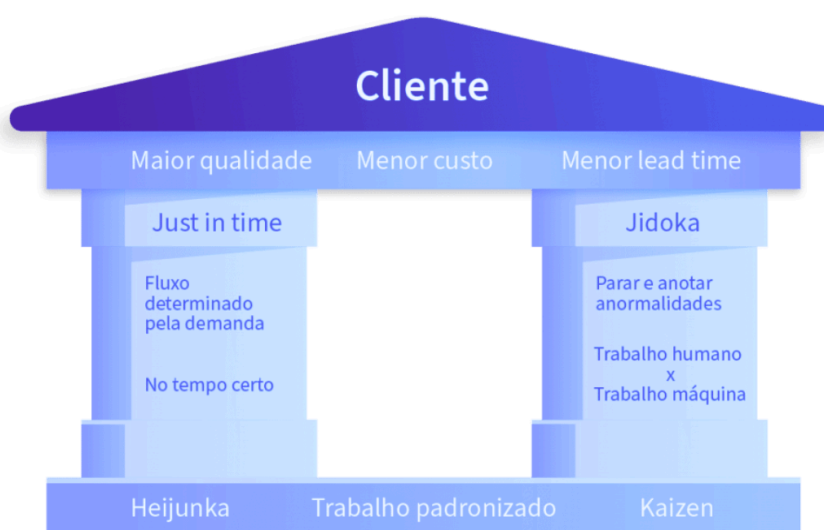 Cliente
Maior qualidade Menor custo Menor lead time
Just in time
Fluxo
determinado
pela demanda
No tempo certo
Jidoka
Parar e anotar
anormalidades
Trabalho humano
x
Trabalho máquina
Heijunka Trabalho padronizado Kaizen